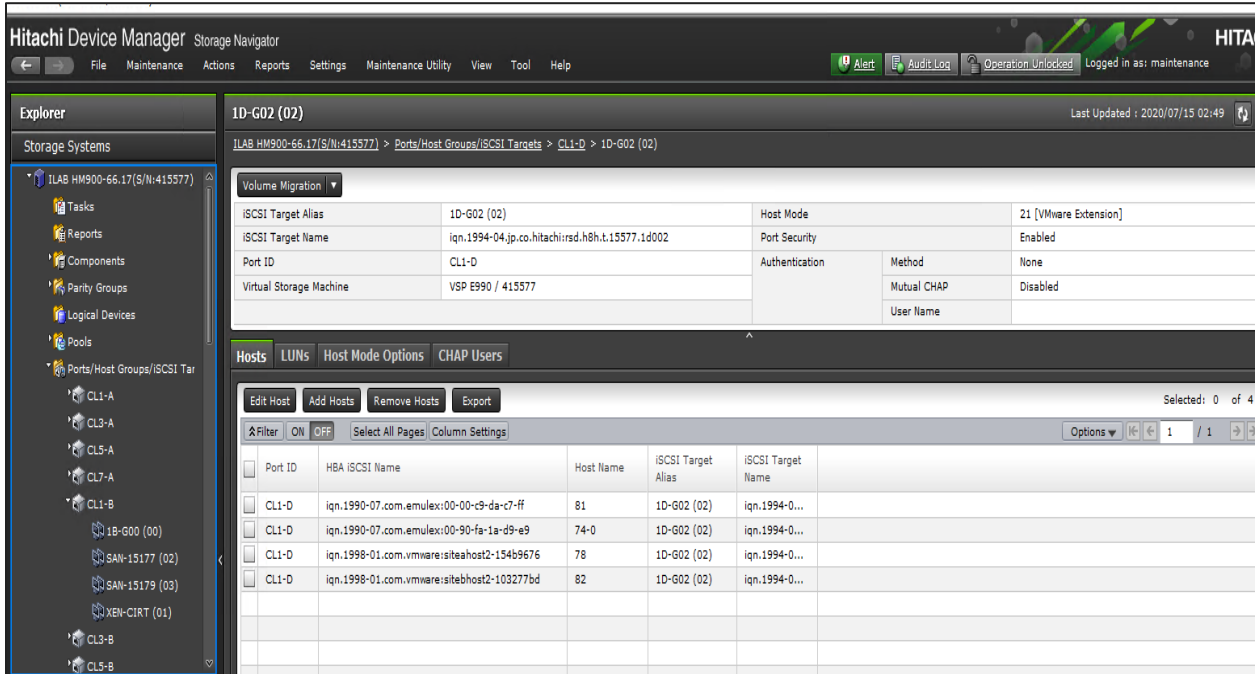 Hitachi Device Manager Storage Navigator
File Maintenance Actions Reports Settings Maintenance Utility View Tool Help
Alert Audit Log Operation Unlocked Logged in as: maintenance
HITA
Explorer
Storage Systems
ILAB HM900-66.17(S/N:415577)
Tasks
Reports
Components
Parity Groups
Logical Devices
Pools
Ports/Host Groups/iSCSI Tar
CL1-A
CL3-A
CL5-A
CL7-A
CL1-B
1B-G00 (00)
SAN-15177 (02)
SAN-15179 (03)
XEN-CIRT (01)
CL3-B
CL5-B
1D-G02 (02)
Last Updated : 2020/07/15 02:49
ILAB HM900-66.17(S/N:415577) > Ports/Host Groups/iSCSI Targets > CL1-D > 1D-G02 (02)
Volume Migration
iSCSI Target Alias 1D-G02 (02) Host Mode 21 [VMware Extension]
iSCSI Target Name iqn.1994-04.jp.co.hitachi:rsd.h8h.t.15577.1d002 Port Security Enabled
Port ID CL1-D Authentication Method None
Virtual Storage Machine VSP E990 / 415577 Mutual CHAP Disabled
User Name
Hosts LUNs Host Mode Options CHAP Users
Edit Host Add Hosts Remove Hosts Export Selected: 0 of 4
Filter ON OFF Select All Pages Column Settings Options 1 / 1
Port ID HBA iSCSI Name Host Name iSCSI Target Alias iSCSI Target Name
CL1-D iqn.1990-07.com.emulex:00-00-c9-da-c7-ff 81 1D-G02 (02) iqn.1994-0...
CL1-D iqn.1990-07.com.emulex:00-90-fa-1a-d9-e9 74-0 1D-G02 (02) iqn.1994-0...
CL1-D iqn.1998-01.com.vmware:siteahost2-154b9676 78 1D-G02 (02) iqn.1994-0...
CL1-D iqn.1998-01.com.vmware:sitebhost2-103277bd 82 1D-G02 (02) iqn.1994-0...